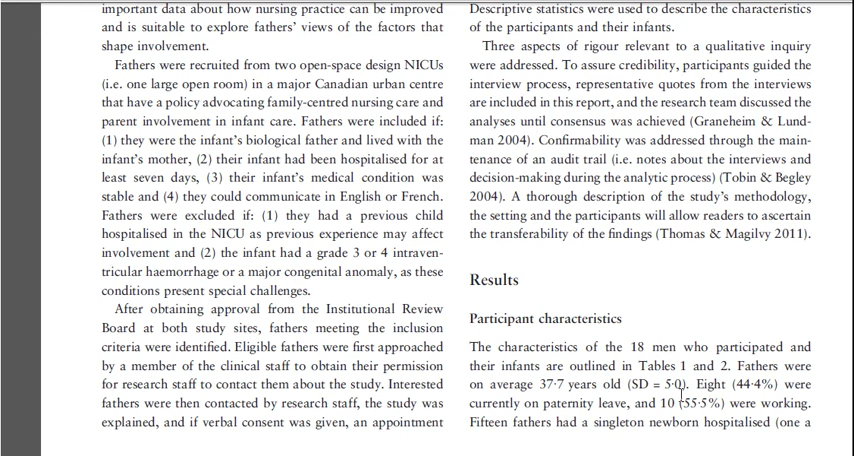 important data about how nursing practice can be improved
and is suitable to explore fathers' views of the factors that
shape involvement.
Fathers were recruited from two open-space design NICUs
(i.e. one large open room) in a major Canadian urban centre
that have a policy advocating family-centred nursing care and
parent involvement in infant care. Fathers were included if:
(1) they were the infant's biological father and lived with the
infant's mother, (2) their infant had been hospitalised for at
least seven days, (3) their infant's medical condition was
stable and (4) they could communicate in English or French.
Fathers were excluded if: (1) they had a previous child
hospitalised in the NICU as previous experience may affect
involvement and (2) the infant had a grade 3 or 4 intraven-
tricular haemorrhage or a major congenital anomaly, as these
conditions present special challenges.
After obtaining approval from the Institutional Review
Board at both study sites, fathers meeting the inclusion
criteria were identified. Eligible fathers were first approached
by a member of the clinical staff to obtain their permission
for research staff to contact them about the study. Interested
fathers were then contacted by research staff, the study was
explained, and if verbal consent was given, an appointment
Descriptive statistics were used to describe the characteristics
of the participants and their infants.
Three aspects of rigour relevant to a qualitative inquiry
were addressed. To assure credibility, participants guided the
interview process, representative quotes from the interviews
are included in this report, and the research team discussed the
analyses until consensus was achieved (Graneheim & Lund-
man 2004). Confirmability was addressed through the main-
tenance of an audit trail (i.e. notes about the interviews and
decision-making during the analytic process) (Tobin & Begley
2004). A thorough description of the study's methodology,
the setting and the participants will allow readers to ascertain
the transferability of the findings (Thomas & Magilvy 2011).
Results
Participant characteristics
The characteristics of the 18 men who participated and
their infants are outlined in Tables 1 and 2. Fathers were
on average 37·7 years old (SD = 5·0). Eight (44·4%) were
currently on paternity leave, and 10 (55·5%) were working.
Fifteen fathers had a singleton newborn hospitalised (one a